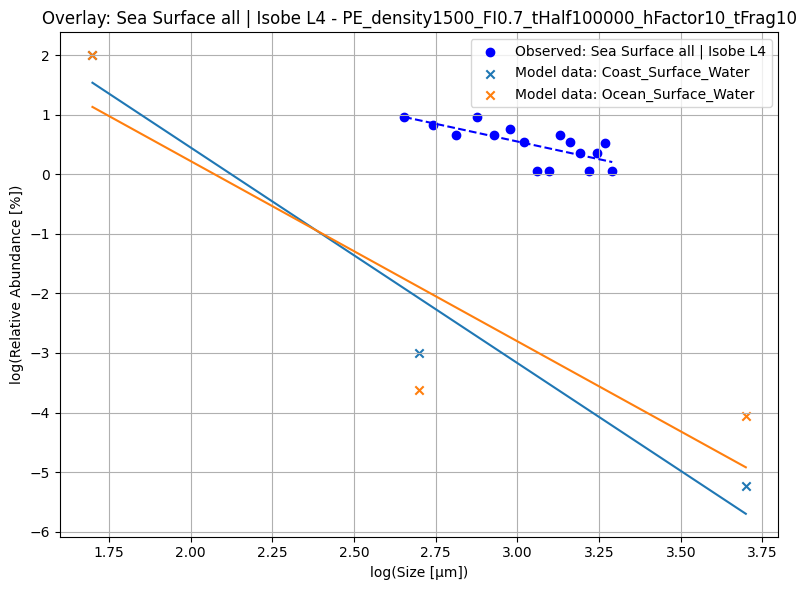 Overlay: Sea Surface all | Isobe L4 - PE_density1500_FI0.7_tHalf100000_hFactor10_tFrag10
Observed: Sea Surface all | Isobe L4
Model data: Coast_Surface_Water
Model data: Ocean_Surface_Water
log(Relative Abundance [%])
2
1
0
−1
−2
−3
−4
−5
−6
1.75 2.00 2.25 2.50 2.75 3.00 3.25 3.50 3.75
log(Size [μm])